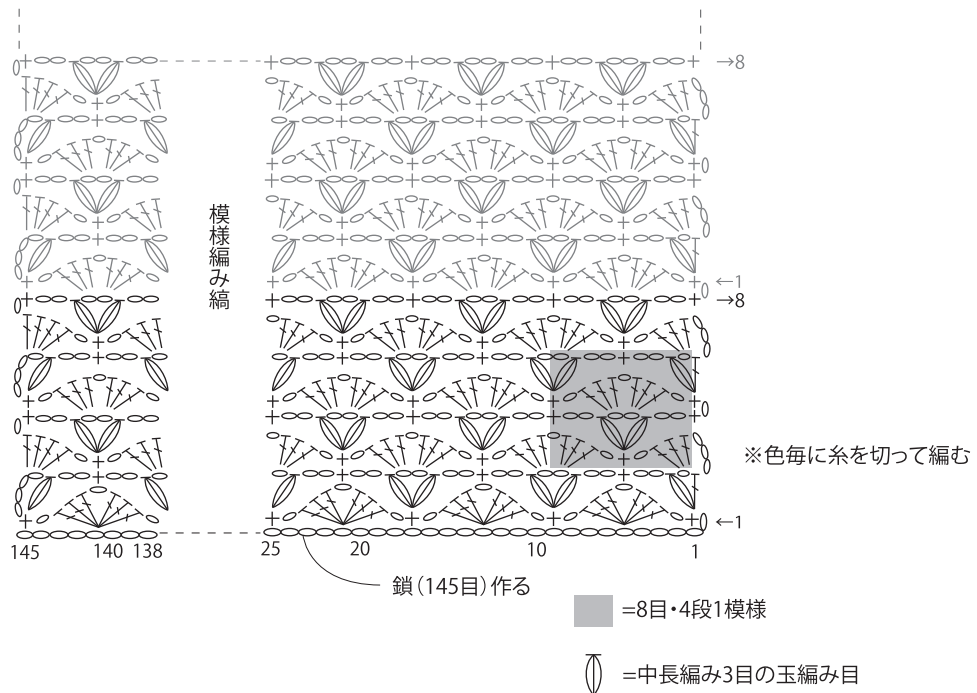 →8
模様編み縞
←1
→8
※色毎に糸を切って編む
←1
145 140 138 25 20 10 1
鎖（145目）作る
=8目・4段1模様
=中長編み3目の玉編み目